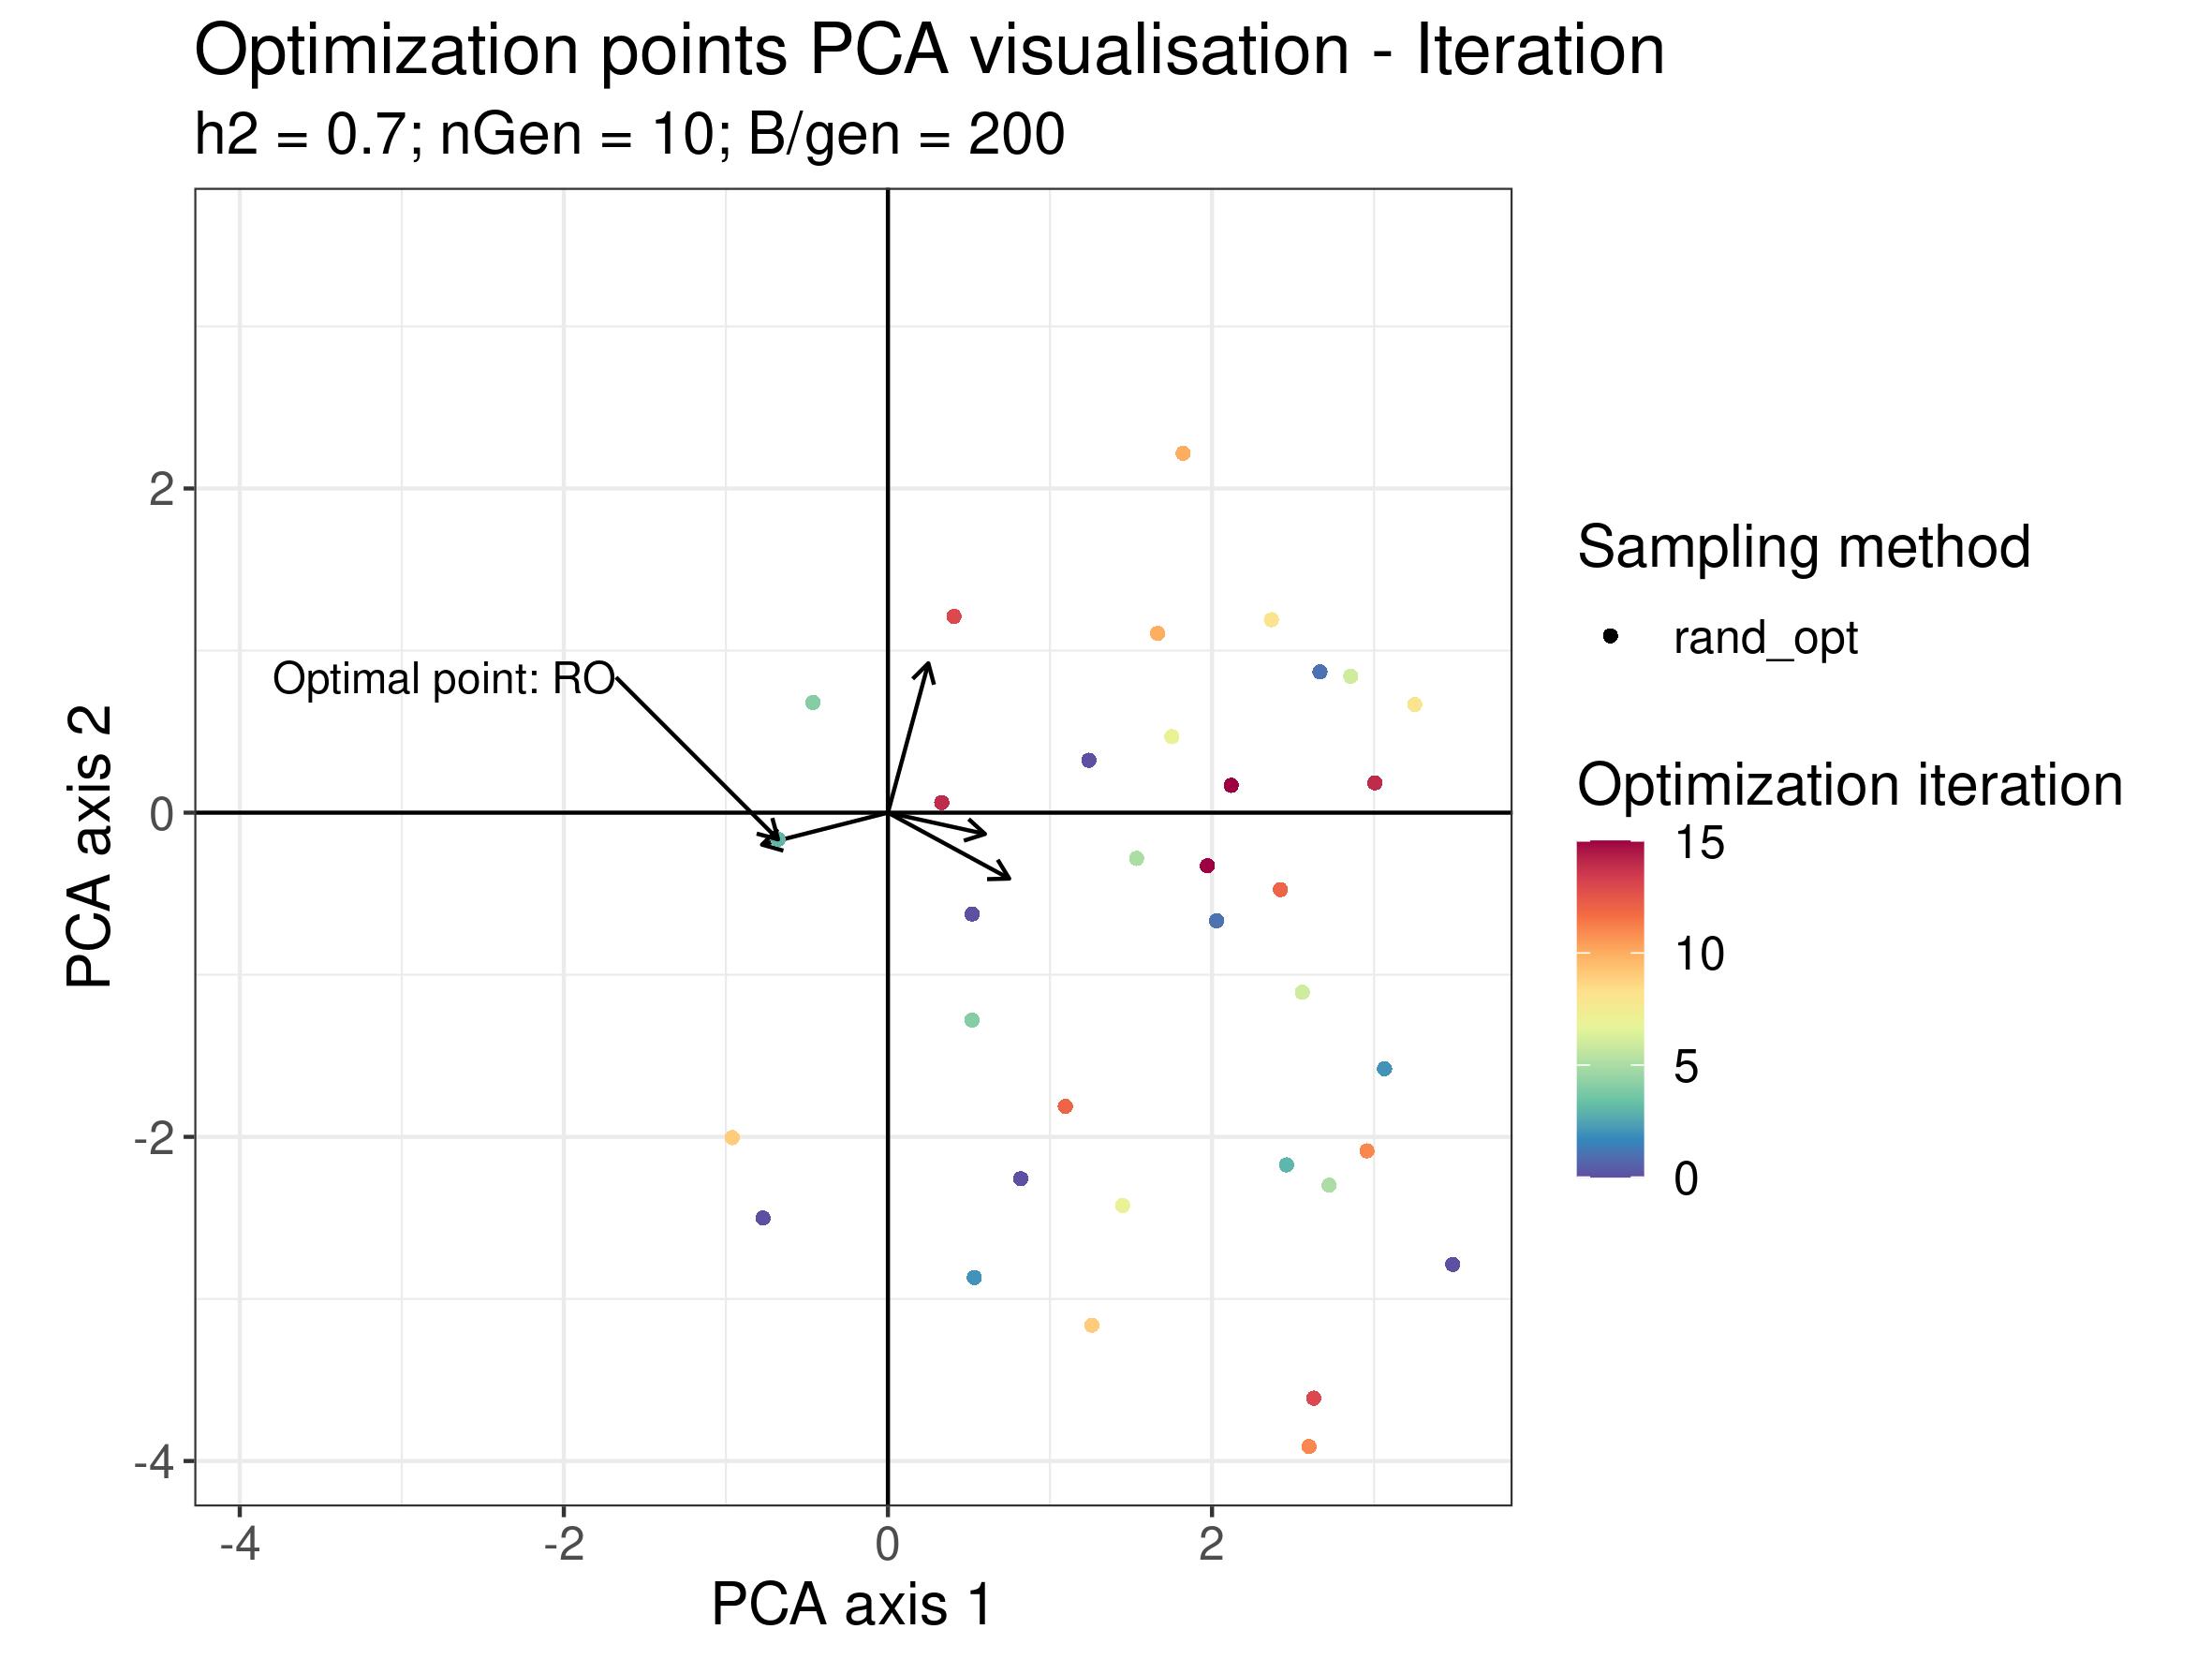 Optimization points PCA visualisation - Iteration
h2 = 0.7; nGen = 10; B/gen = 200
PCA axis 2
2
0
-2
-4
Optimal point: RO
-4
-2
0
2
PCA axis 1
Sampling method
rand_opt
Optimization iteration
15
10
5
0